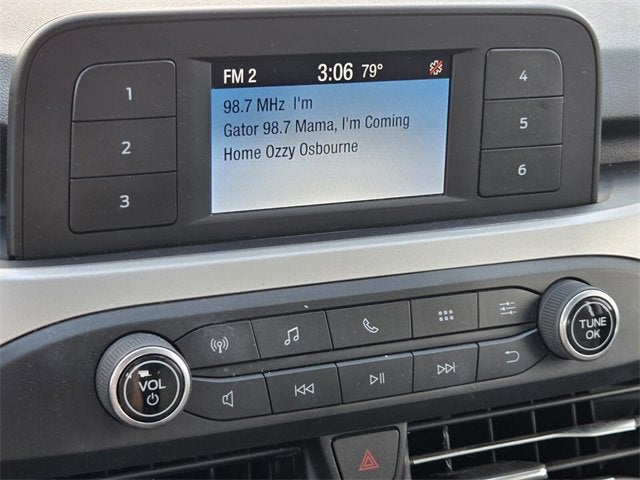 FM 2 3:06 79°
98.7 MHz I'm
Gator 98.7 Mama, I'm Coming
Home Ozzy Osbourne
1
2
3
4
5
6
VOL
TUNE
OK